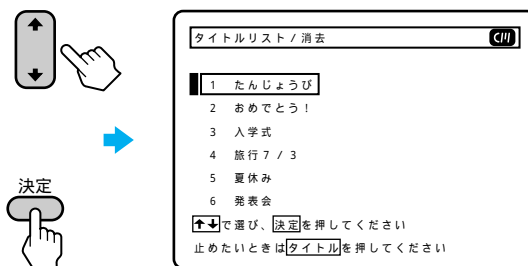 タイトルリスト/消去
1 たんじょうび
2 おめでとう!
3 入学式
4 旅行7/3
5 夏休み
6 発表会
決定
↑↓で選び、決定を押してください
止めたいときはタイトルを押してください